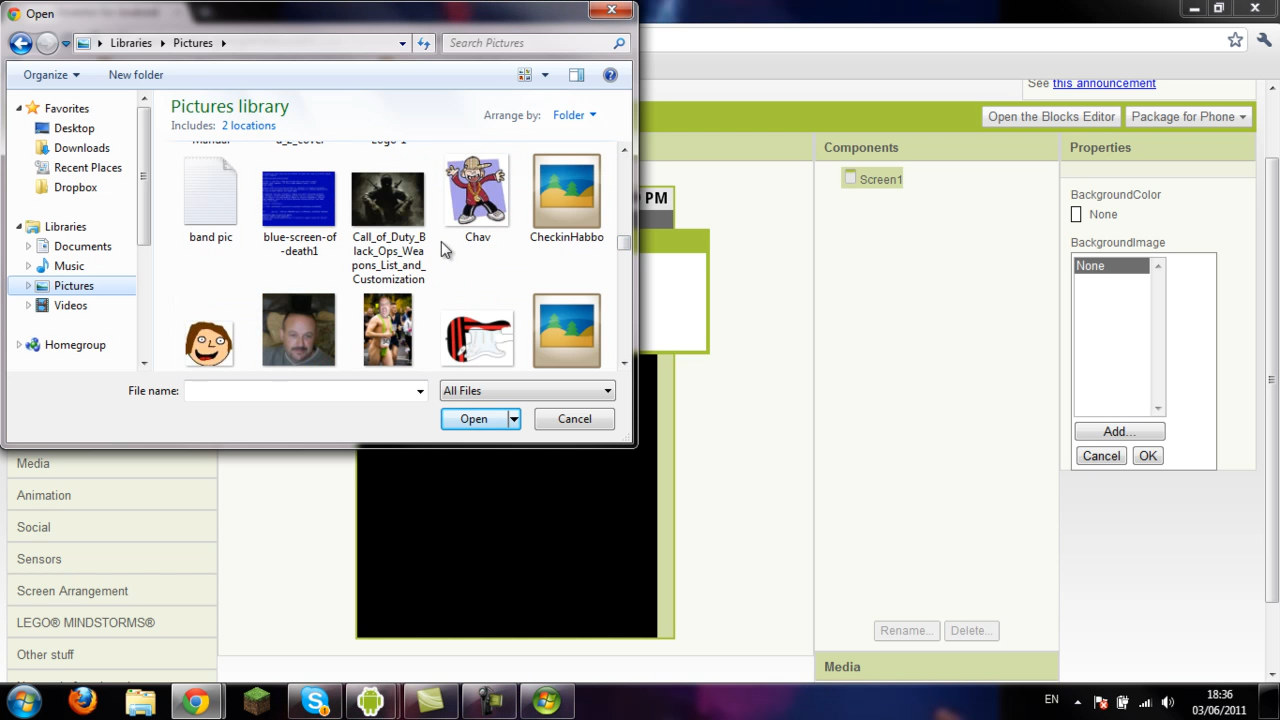 Open
Libraries
Pictures
Search Pictures
Organize
New folder
Favorites
Desktop
Downloads
Recent Places
Dropbox
Libraries
Documents
Music
Pictures
Videos
Homegroup
Pictures library
Includes: 2 locations
Arrange by: Folder
band pic
blue-screen-of
-death1
Call_of_Duty_B
lack_Ops_Wea
pons_List_and_
Customization
Chav
CheckinHabbo
File name:
All Files
Open
Cancel
See this announcement
Open the Blocks Editor
Package for Phone
Components
Screen1
Properties
BackgroundColor
None
BackgroundImage
None
Add...
Cancel
OK
PM
Media
Animation
Social
Sensors
Screen Arrangement
LEGO® MINDSTORMS®
Other stuff
Rename...
Delete...
Media
EN
18:36
03/06/2011